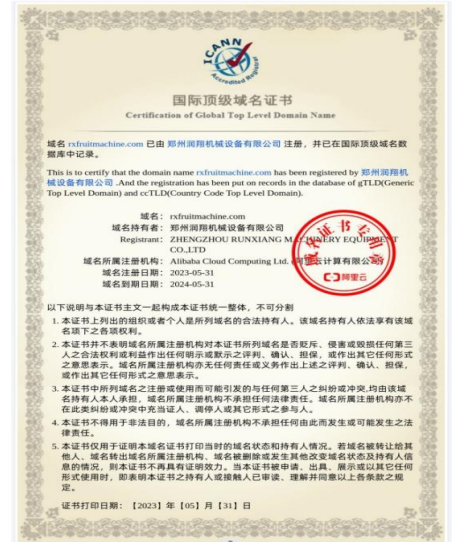 ICANN
Accredited Registrar
国际顶级域名证书
Certification of Global Top Level Domain Name
域名 rxfruitmachine.com 已由 郑州润翔机械设备有限公司 注册，并已在国际顶级域名数
据库中记录。
This is to certify that the domain name rxfruitmachine.com has been registered by 郑州润翔机
械设备有限公司 .And the registration has been put on records in the database of gTLD(Generic
Top Level Domain) and ccTLD(Country Code Top Level Domain).
域名： rxfruitmachine.com
域名持有者： 郑州润翔机械设备有限公司
Registrant： ZHENGZHOU RUNXIANG MACHINERY EQUIPMENT
CO.,LTD
域名所属注册机构： Alibaba Cloud Computing Ltd. (阿里云计算有限公司)
域名注册日期： 2023-05-31
域名到期日期： 2024-05-31
域名证书专用章
阿里云
以下说明与本证书主文一起构成本证书统一整体，不可分割
1. 本证书上列出的组织或者个人是所列域名的合法持有人。该域名持有人依法享有该域
名项下之各项权利。
2. 本证书并不表明域名所属注册机构对本证书所列域名是否贬斥、侵害或毁损任何第三
人之合法权利或利益作出任何明示或默示之评判、确认、担保，或作出其它任何形式
之意思表示。域名所属注册机构亦无任何责任或义务作出上述之评判、确认、担保，
或作出其它任何形式之意思表示。
3. 本证书中所列域名之注册或使用而可能引发的与任何第三人之纠纷或冲突,均由该域
名持有人本人承担，域名所属注册机构不承担任何法律责任。域名所属注册机构亦不
在此类纠纷或冲突中充当证人、调停人或其它形式之参与人。
4. 本证书不得用于非法目的，域名所属注册机构不承担任何由此而发生或可能发生之法
律责任。
5. 本证书仅用于证明本域名证书打印当时的域名状态和持有人情况。若域名被转让给其
他人、域名转出域名所属注册机构、域名被删除或发生其他改变域名状态及持有人信
息的情况，则本证书不再具有证明效力。当本证书被申请、出具、展示或以其它任何
形式使用时，即表明本证书之持有人或接触人已审读、理解并同意以上各条款之规
定。
证书打印日期： 【2023】年【05】月【31】日